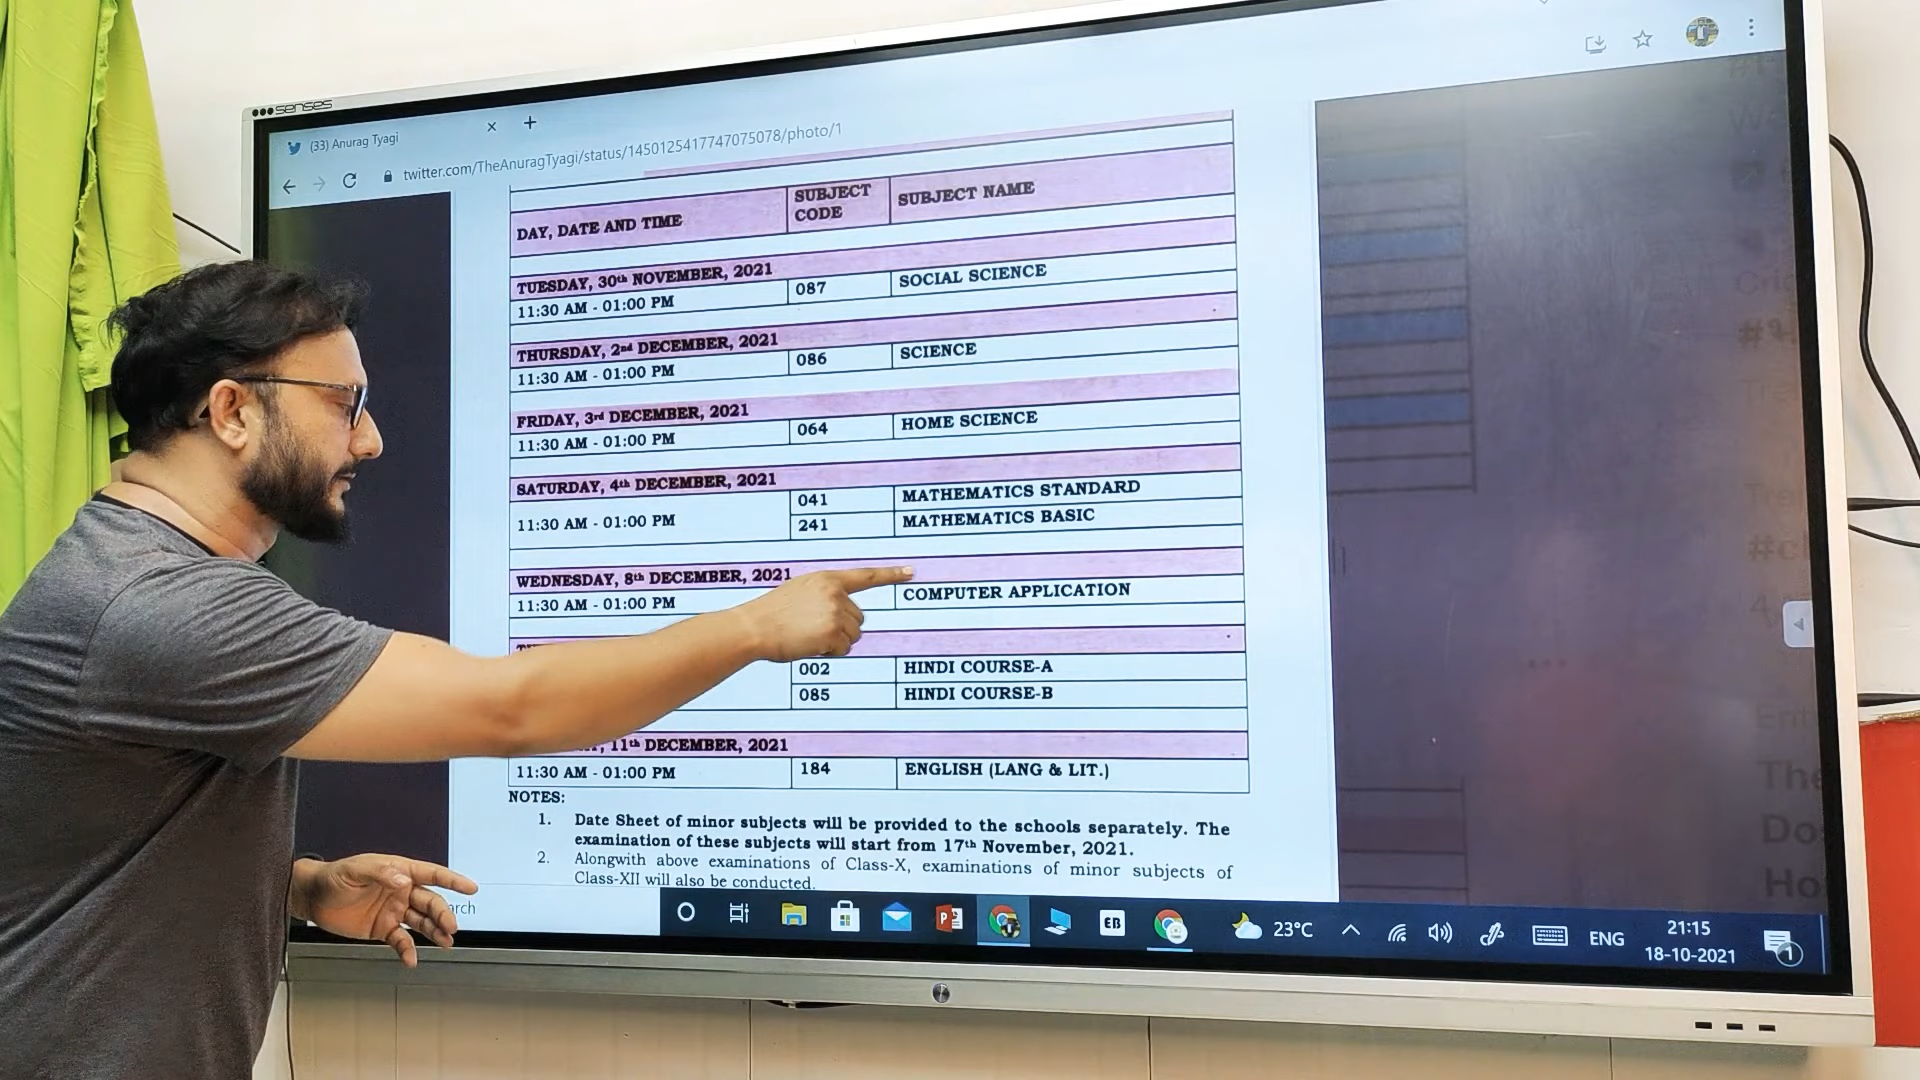 senses
(33) Anurag Tyagi
twitter.com/TheAnuragTyagi/status/1450125417747075078/photo/1
DAY, DATE AND TIME
SUBJECT CODE
SUBJECT NAME
TUESDAY, 30th NOVEMBER, 2021
11:30 AM - 01:00 PM
087
SOCIAL SCIENCE
THURSDAY, 2nd DECEMBER, 2021
11:30 AM - 01:00 PM
086
SCIENCE
FRIDAY, 3rd DECEMBER, 2021
11:30 AM - 01:00 PM
064
HOME SCIENCE
SATURDAY, 4th DECEMBER, 2021
11:30 AM - 01:00 PM
041
MATHEMATICS STANDARD
241
MATHEMATICS BASIC
WEDNESDAY, 8th DECEMBER, 2021
11:30 AM - 01:00 PM
COMPUTER APPLICATION
002
HINDI COURSE-A
085
HINDI COURSE-B
11th DECEMBER, 2021
11:30 AM - 01:00 PM
184
ENGLISH (LANG & LIT.)
NOTES:
1. Date Sheet of minor subjects will be provided to the schools separately. The
examination of these subjects will start from 17th November, 2021.
2. Alongwith above examinations of Class-X, examinations of minor subjects of
Class-XII will also be conducted.
EB
23°C
ENG
21:15
18-10-2021
1